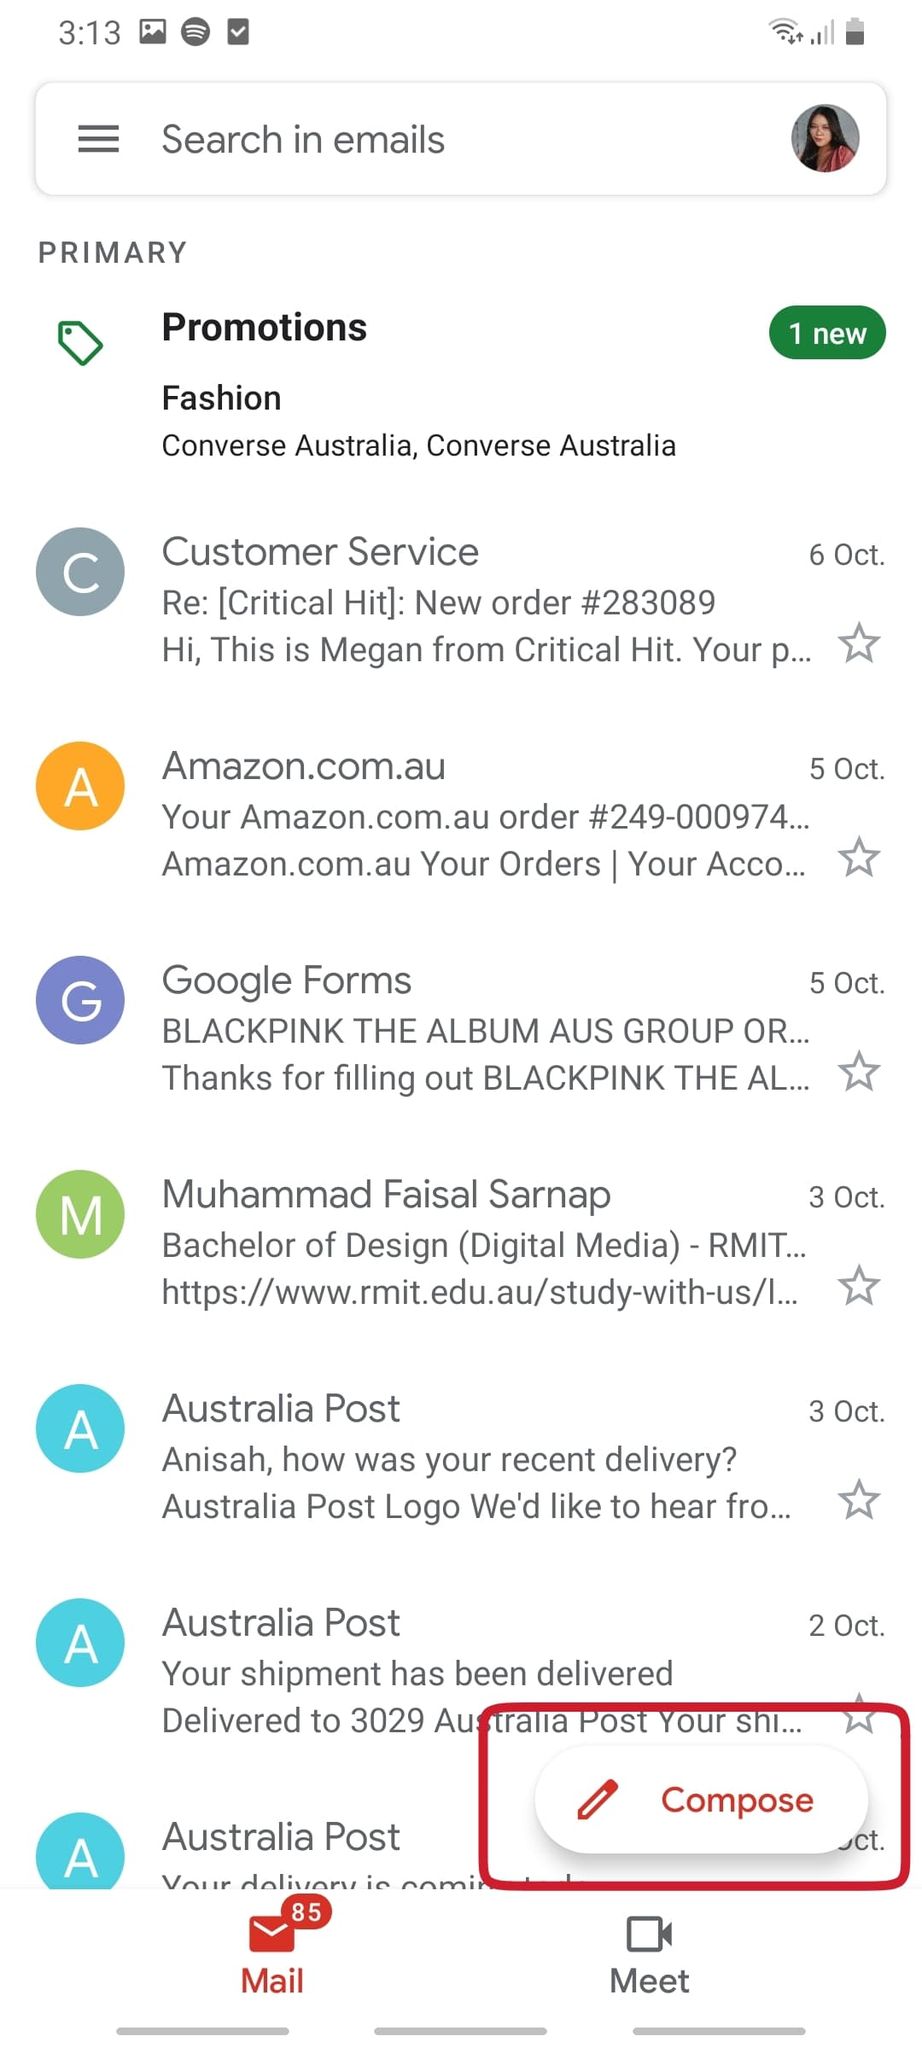 3:13
Search in emails
PRIMARY
Promotions
1 new
Fashion
Converse Australia, Converse Australia
C
Customer Service
6 Oct.
Re: [Critical Hit]: New order #283089
Hi, This is Megan from Critical Hit. Your p...
A
Amazon.com.au
5 Oct.
Your Amazon.com.au order #249-000974...
Amazon.com.au Your Orders | Your Acco...
G
Google Forms
5 Oct.
BLACKPINK THE ALBUM AUS GROUP OR...
Thanks for filling out BLACKPINK THE AL...
M
Muhammad Faisal Sarnap
3 Oct.
Bachelor of Design (Digital Media) - RMIT...
https://www.rmit.edu.au/study-with-us/l...
A
Australia Post
3 Oct.
Anisah, how was your recent delivery?
Australia Post Logo We'd like to hear fro...
A
Australia Post
2 Oct.
Your shipment has been delivered
Delivered to 3029 Australia Post Your shi...
Compose
A
Australia Post
Oct.
Your delivery is coming
85
Mail
Meet